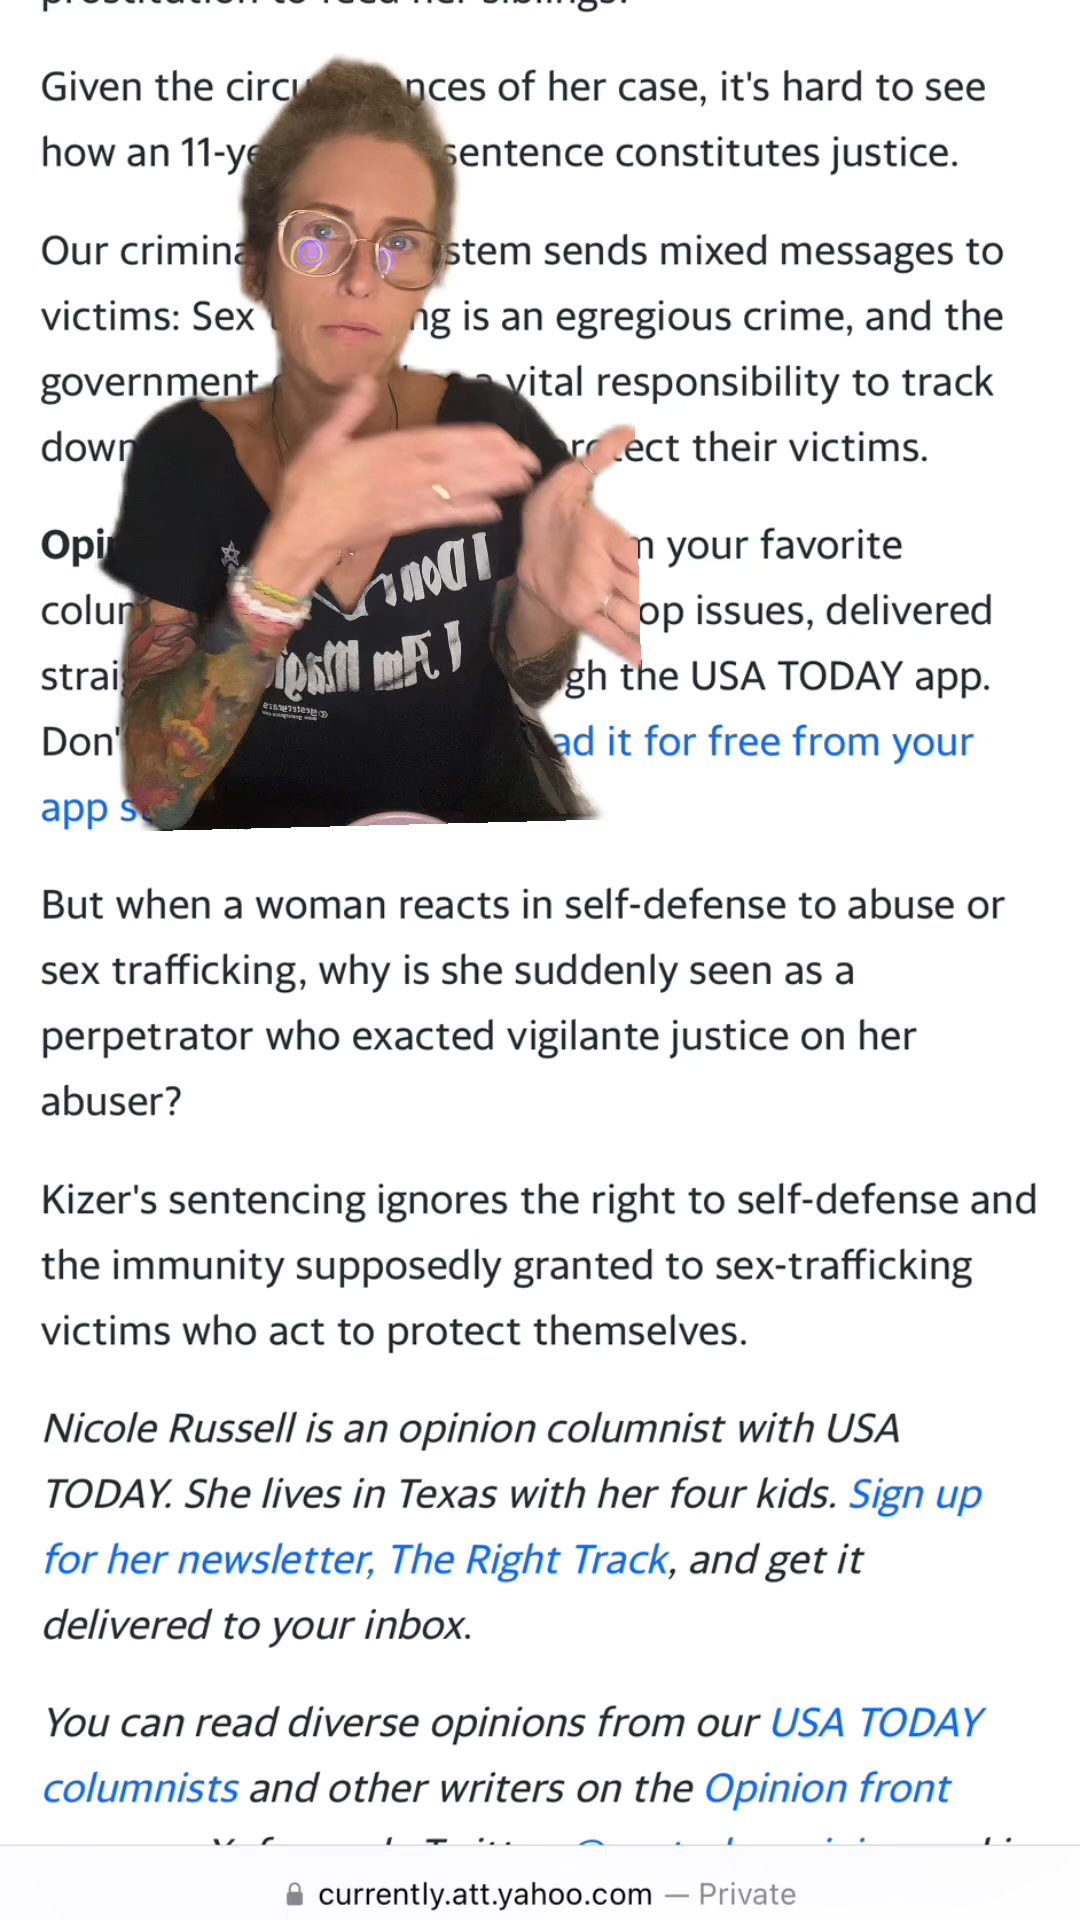 prostitution to feed her siblings.
Given the nces of her case, it's hard to see
how an sentence constitutes justice.
Our stem sends mixed messages to
victims: Sex ng is an egregious crime, and the
government a vital responsibility to track
down their victims.
your favorite
op issues, delivered
gh the USA TODAY app.
ad it for free from your
app
But when a woman reacts in self-defense to abuse or
sex trafficking, why is she suddenly seen as a
perpetrator who exacted vigilante justice on her
abuser?
Kizer's sentencing ignores the right to self-defense and
the immunity supposedly granted to sex-trafficking
victims who act to protect themselves.
Nicole Russell is an opinion columnist with USA
TODAY. She lives in Texas with her four kids. Sign up
for her newsletter, The Right Track, and get it
delivered to your inbox.
You can read diverse opinions from our USA TODAY
columnists and other writers on the Opinion front
currently.att.yahoo.com — Private